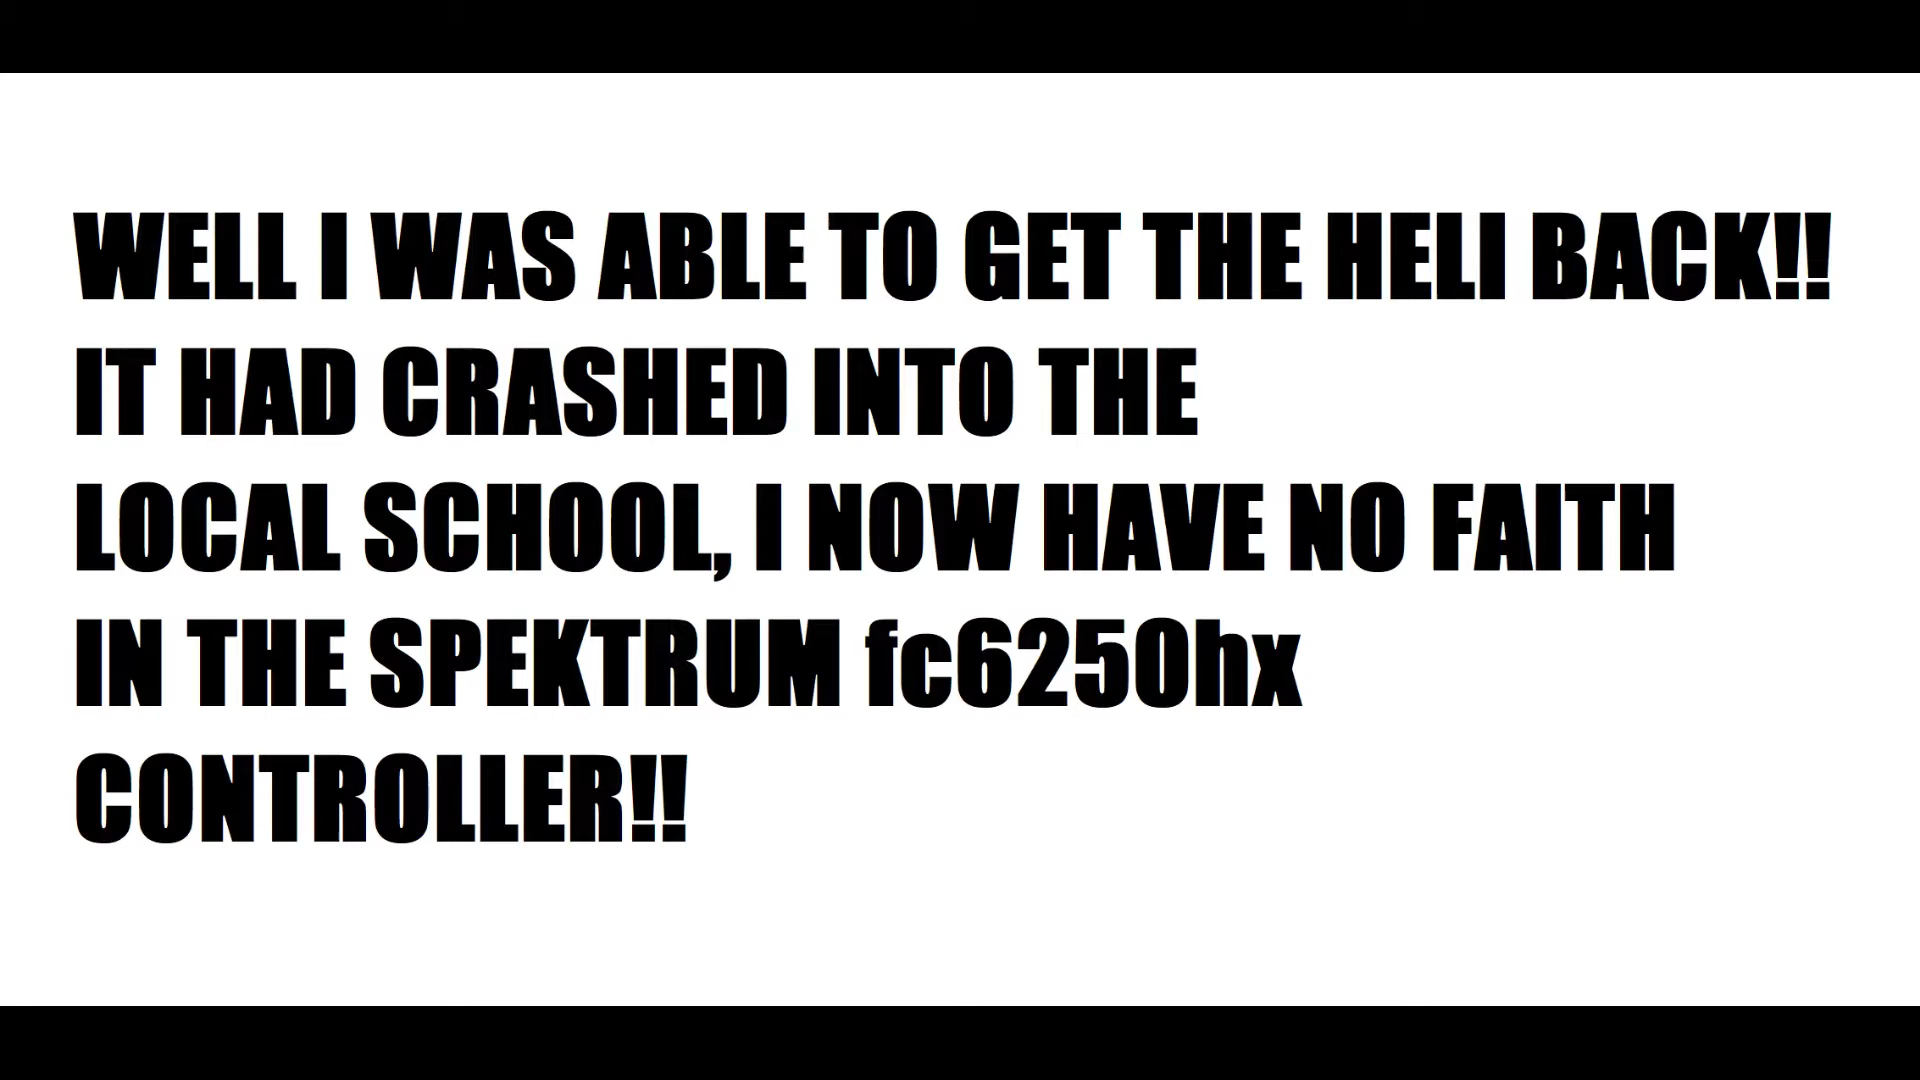 WELL I WAS ABLE TO GET THE HELI BACK!!
IT HAD CRASHED INTO THE
LOCAL SCHOOL, I NOW HAVE NO FAITH
IN THE SPEKTRUM fc6250hx
CONTROLLER!!